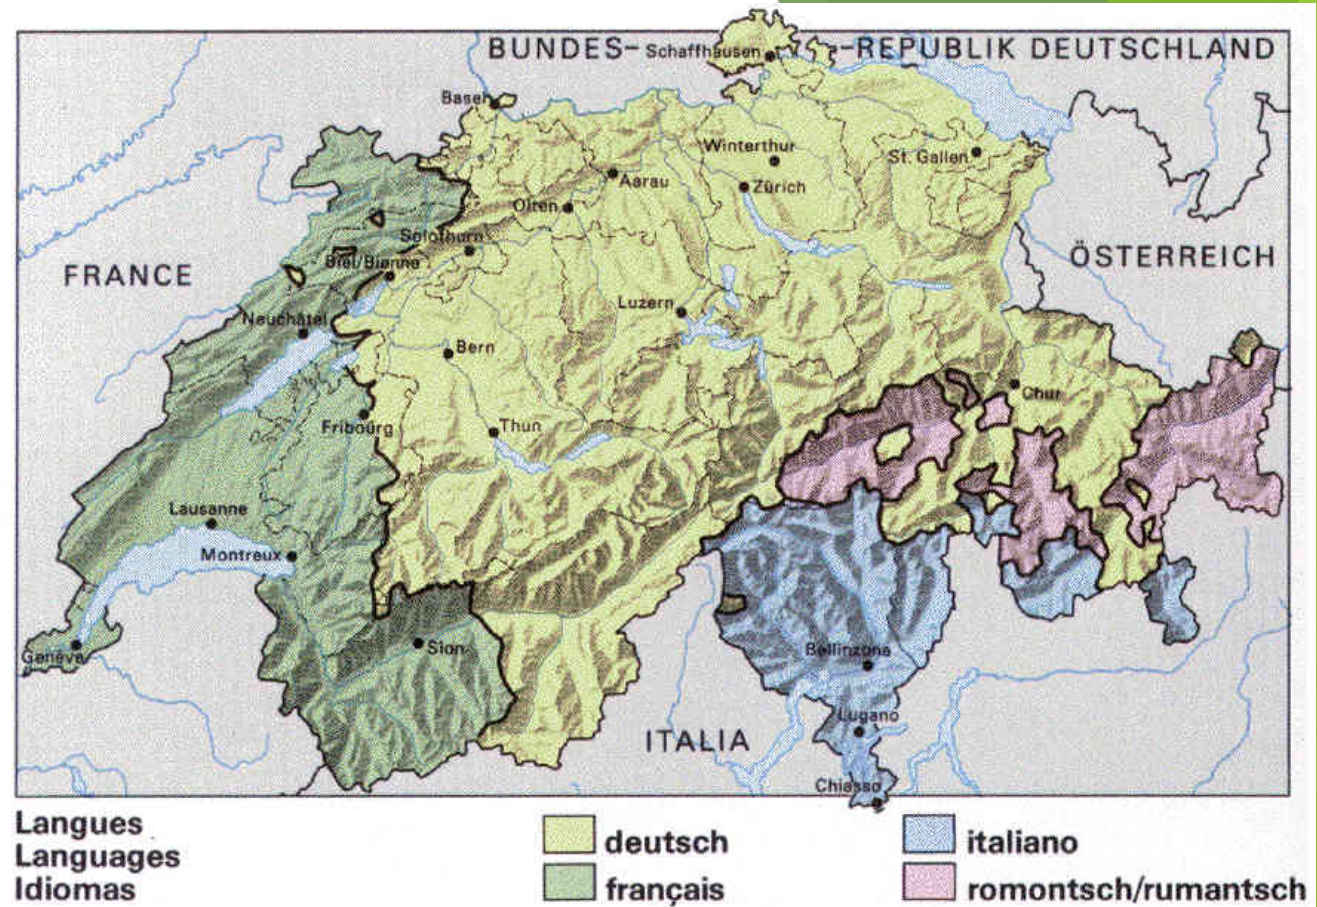 BUNDES- Schaffhausen -REPUBLIK DEUTSCHLAND
Basel
Winterthur
St. Gallen
Aarau
Zürich
Olten
Solothurn
FRANCE
Biel/Bienne
ÖSTERREICH
Luzern
Neuchâtel
Bern
Chur
Fribourg
Thun
Lausanne
Montreux
Genève
Sion
Bellinzona
Lugano
ITALIA
Chiasso
Langues
Languages
Idiomas
deutsch
français
italiano
romontsch/rumantsch